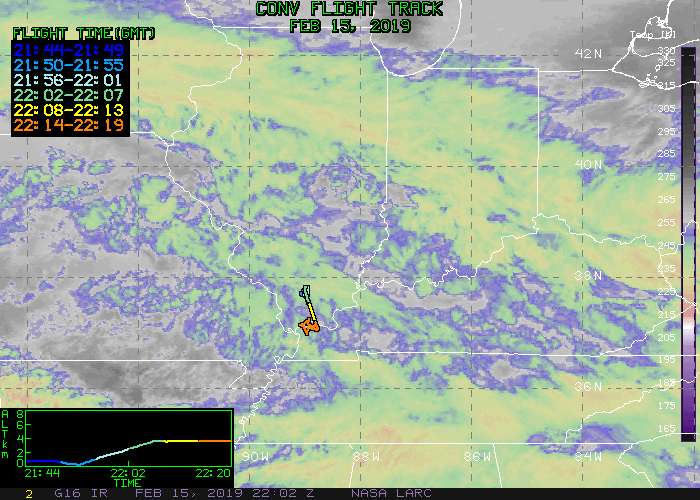 CONV FLIGHT TRACK
FEB 15, 2019
FLIGHT TIME(GMT)
21:44-21:49
21:50-21:55
21:56-22:01
22:02-22:07
22:08-22:13
22:14-22:19
Temp (K)
330
325
315
305
295
285
275
265
255
245
235
225
215
205
195
185
175
165
42N
40N
38N
36N
90W
88W
86W
84W
ALT km
8
6
4
2
0
21:44 22:02 22:20
TIME
2 G16 IR FEB 15, 2019 22:02 Z NASA LARC